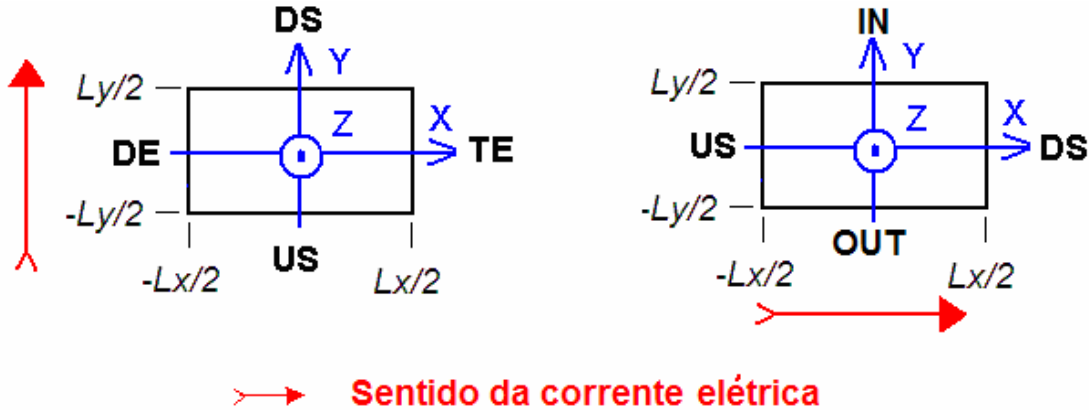 DS
Y
Ly/2
Z
X
DE
TE
-Ly/2
US
-Lx/2
Lx/2
IN
Y
Ly/2
Z
X
US
DS
-Ly/2
OUT
-Lx/2
Lx/2
Sentido da corrente elétrica